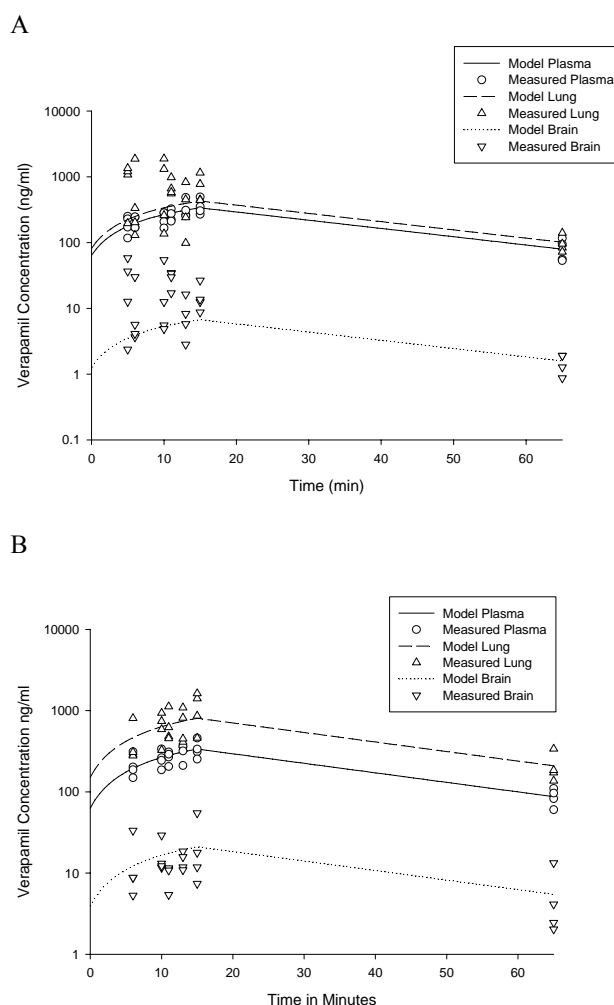 A
Model Plasma
Measured Plasma
Model Lung
Measured Lung
Model Brain
Measured Brain
Verapamil Concentration (ng/ml)
10000
1000
100
10
1
0.1
0 10 20 30 40 50 60
Time (min)
B
Model Plasma
Measured Plasma
Model Lung
Measured Lung
Model Brain
Measured Brain
Verapamil Concentration ng/ml
10000
1000
100
10
1
0 10 20 30 40 50 60
Time in Minutes